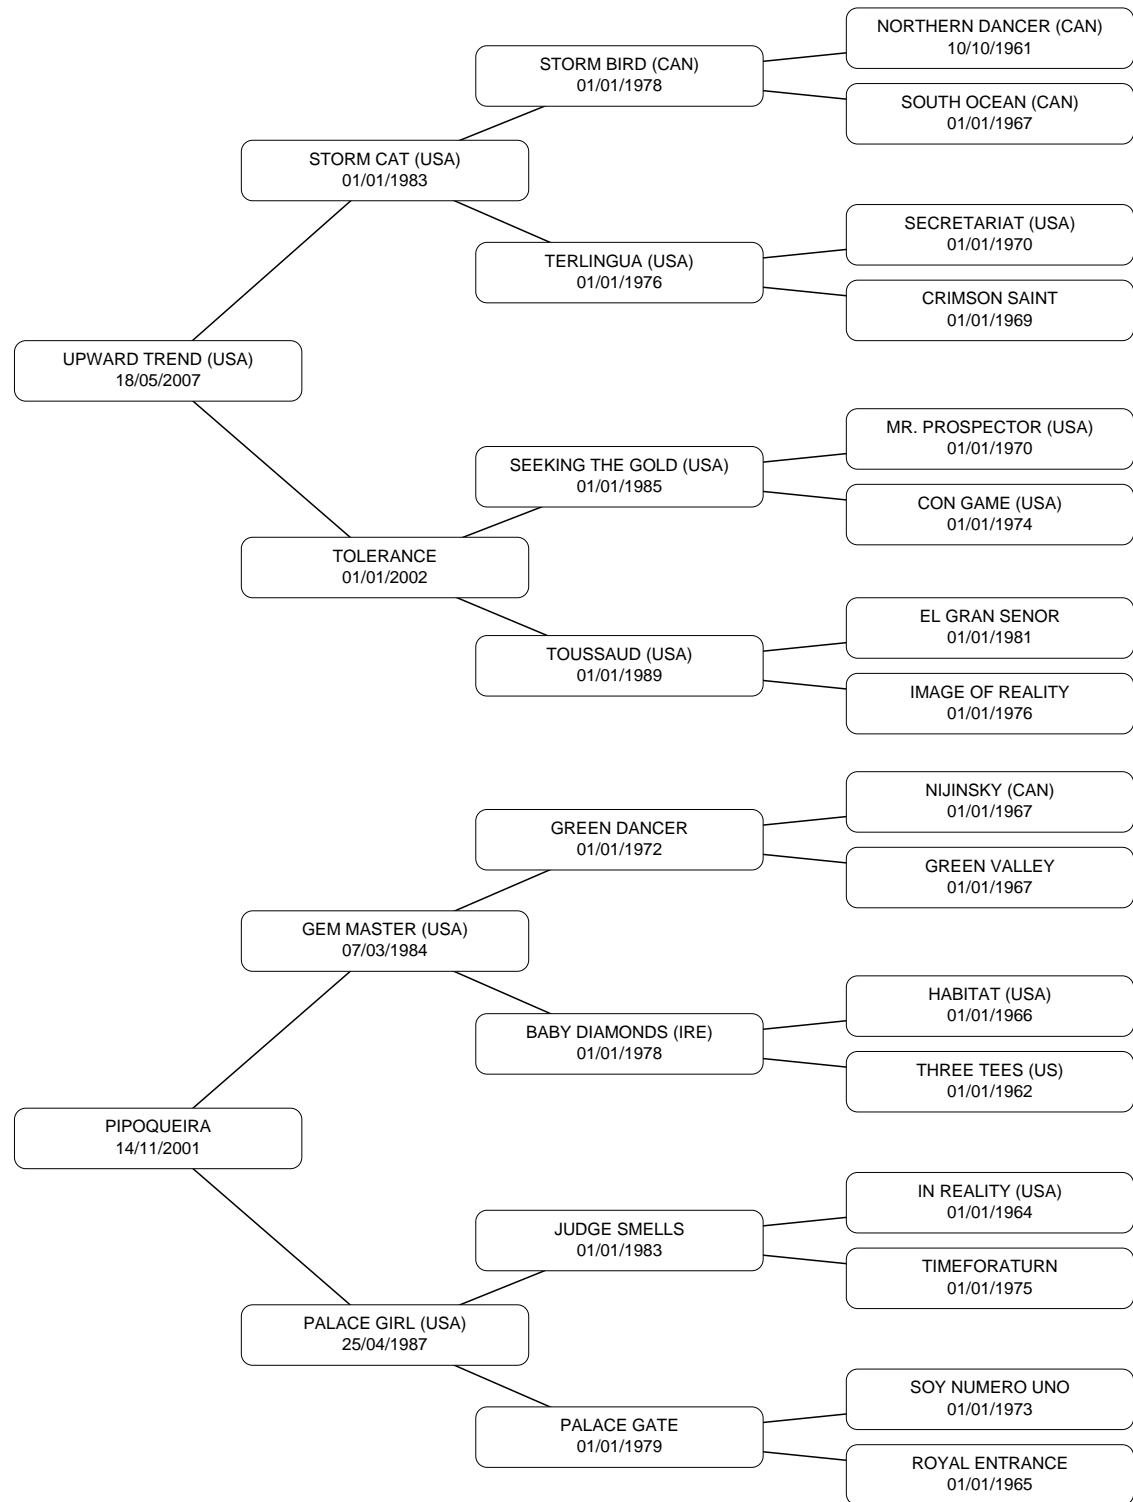 NORTHERN DANCER (CAN)
10/10/1961
STORM BIRD (CAN)
01/01/1978
SOUTH OCEAN (CAN)
01/01/1967
STORM CAT (USA)
01/01/1983
SECRETARIAT (USA)
01/01/1970
TERLINGUA (USA)
01/01/1976
CRIMSON SAINT
01/01/1969
UPWARD TREND (USA)
18/05/2007
MR. PROSPECTOR (USA)
01/01/1970
SEEKING THE GOLD (USA)
01/01/1985
CON GAME (USA)
01/01/1974
TOLERANCE
01/01/2002
EL GRAN SENOR
01/01/1981
TOUSSAUD (USA)
01/01/1989
IMAGE OF REALITY
01/01/1976
NIJINSKY (CAN)
01/01/1967
GREEN DANCER
01/01/1972
GREEN VALLEY
01/01/1967
GEM MASTER (USA)
07/03/1984
HABITAT (USA)
01/01/1966
BABY DIAMONDS (IRE)
01/01/1978
THREE TEES (US)
01/01/1962
PIPOQUEIRA
14/11/2001
IN REALITY (USA)
01/01/1964
JUDGE SMELLS
01/01/1983
TIMEFORATURN
01/01/1975
PALACE GIRL (USA)
25/04/1987
SOY NUMERO UNO
01/01/1973
PALACE GATE
01/01/1979
ROYAL ENTRANCE
01/01/1965